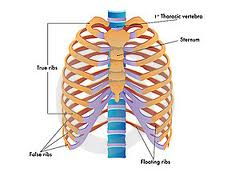 1ˢᵗ Thoracic vertebra
Sternum
True ribs
False ribs
Floating ribs